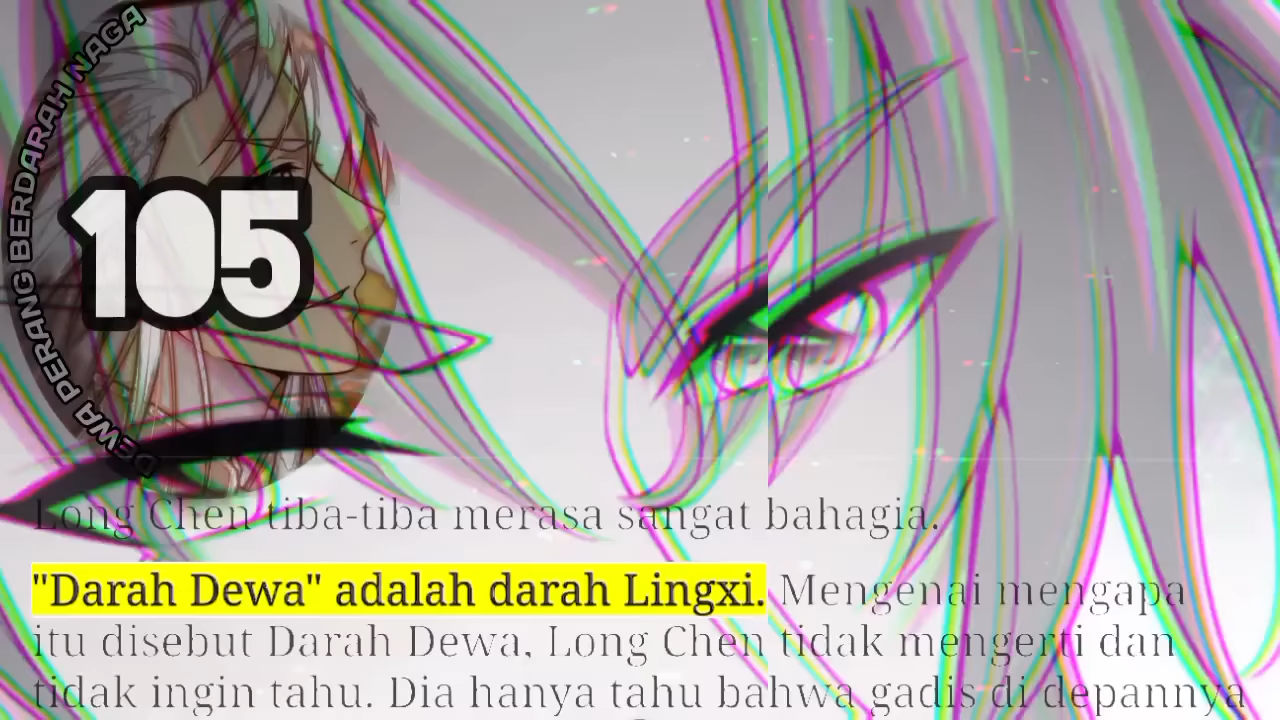 DEWA PERANG BERDARAH NAGA
105
Long Chen tiba-tiba merasa sangat bahagia.
"Darah Dewa" adalah darah Lingxi. Mengenai mengapa
itu disebut Darah Dewa, Long Chen tidak mengerti dan
tidak ingin tahu. Dia hanya tahu bahwa gadis di depannya